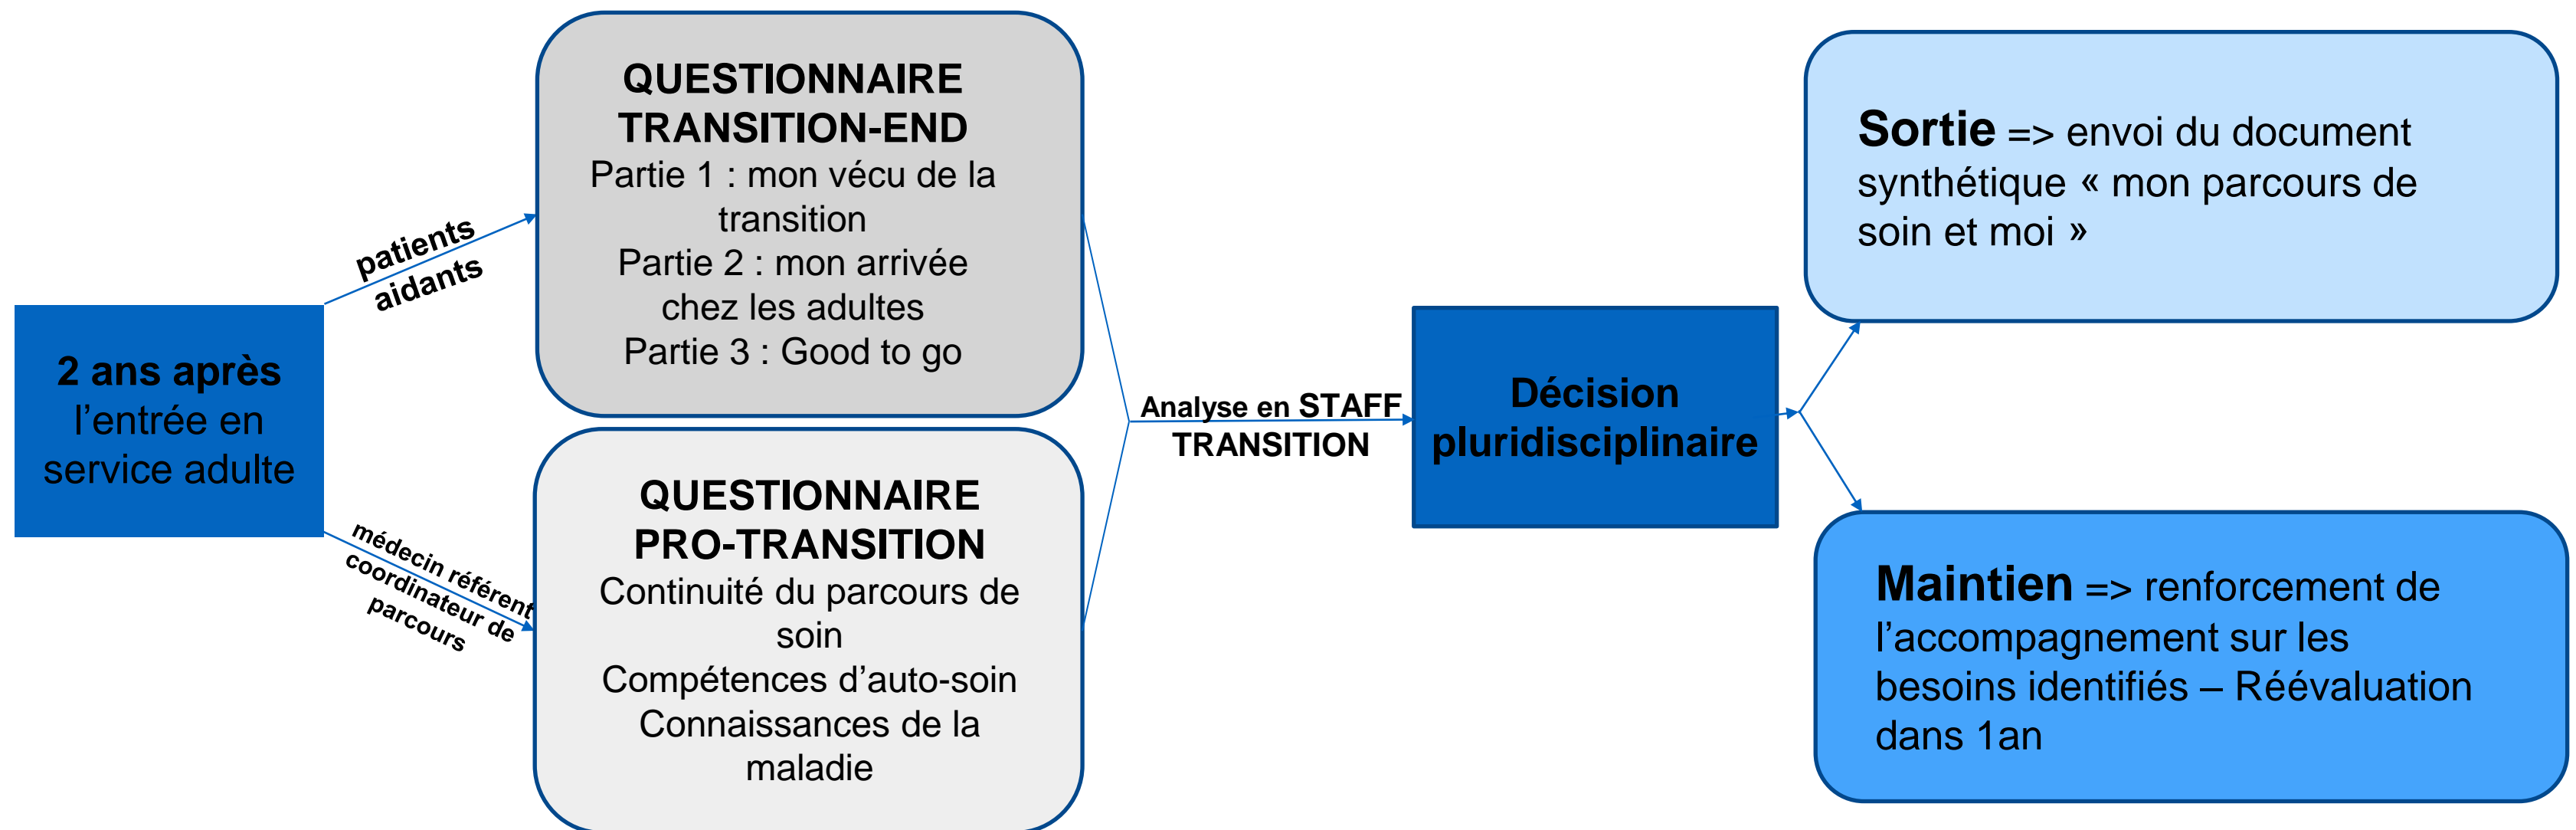 2 ans après
l’entrée en
service adulte
patients
aidants
médecin référent
coordinateur de
parcours
QUESTIONNAIRE
TRANSITION-END
Partie 1 : mon vécu de la
transition
Partie 2 : mon arrivée
chez les adultes
Partie 3 : Good to go
QUESTIONNAIRE
PRO-TRANSITION
Continuité du parcours de
soin
Compétences d’auto-soin
Connaissances de la
maladie
Analyse en STAFF
TRANSITION
Décision
pluridisciplinaire
Sortie => envoi du document
synthétique « mon parcours de
soin et moi »
Maintien => renforcement de
l’accompagnement sur les
besoins identifiés – Réévaluation
dans 1an